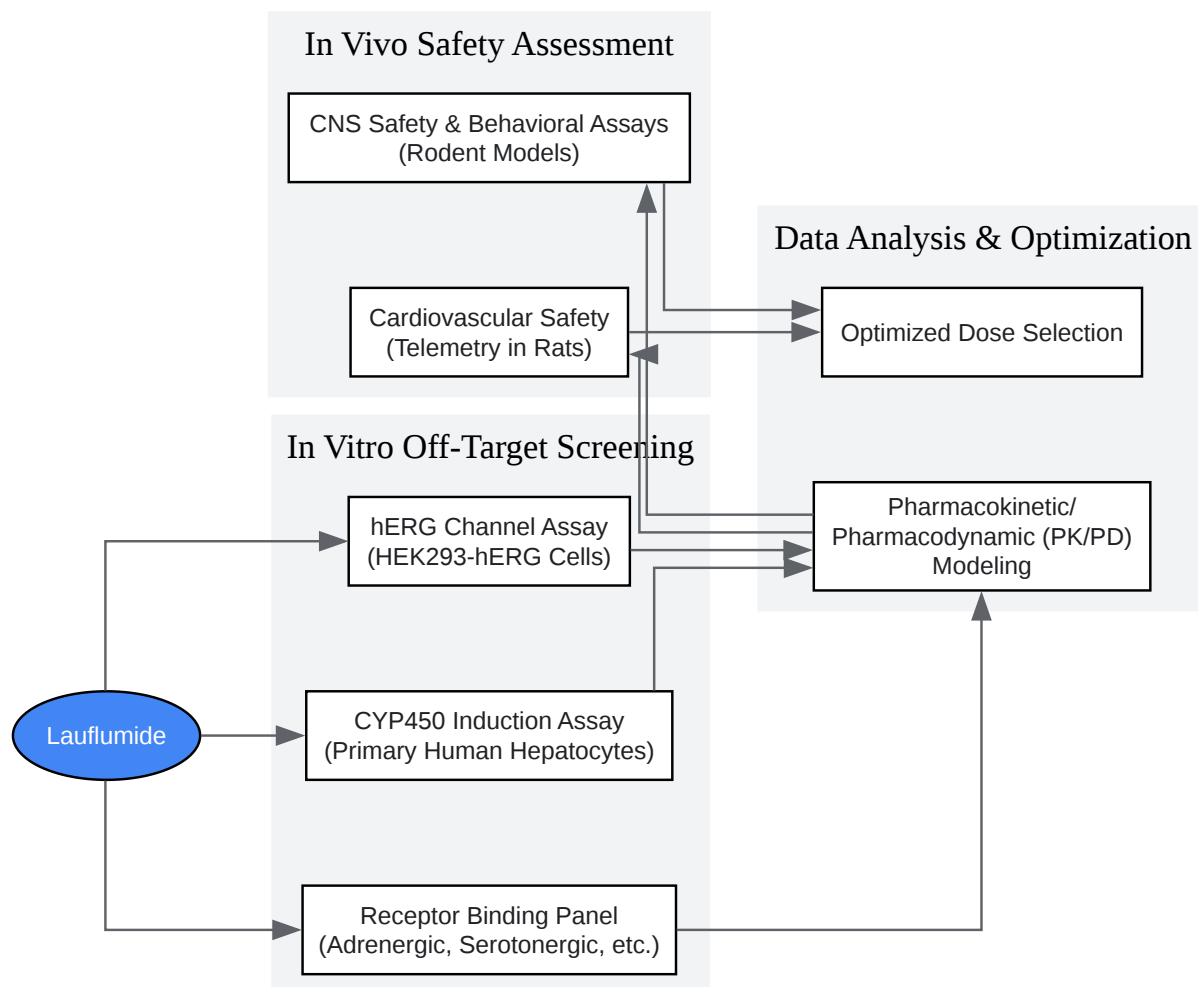 In Vivo Safety Assessment
CNS Safety & Behavioral Assays
(Rodent Models)
Cardiovascular Safety
(Telemetry in Rats)
Data Analysis & Optimization
Optimized Dose Selection
Pharmacokinetic/
Pharmacodynamic (PK/PD)
Modeling
In Vitro Off-Target Screening
hERG Channel Assay
(HEK293-hERG Cells)
Lauflumide
CYP450 Induction Assay
(Primary Human Hepatocytes)
Receptor Binding Panel
(Adrenergic, Serotonergic, etc.)